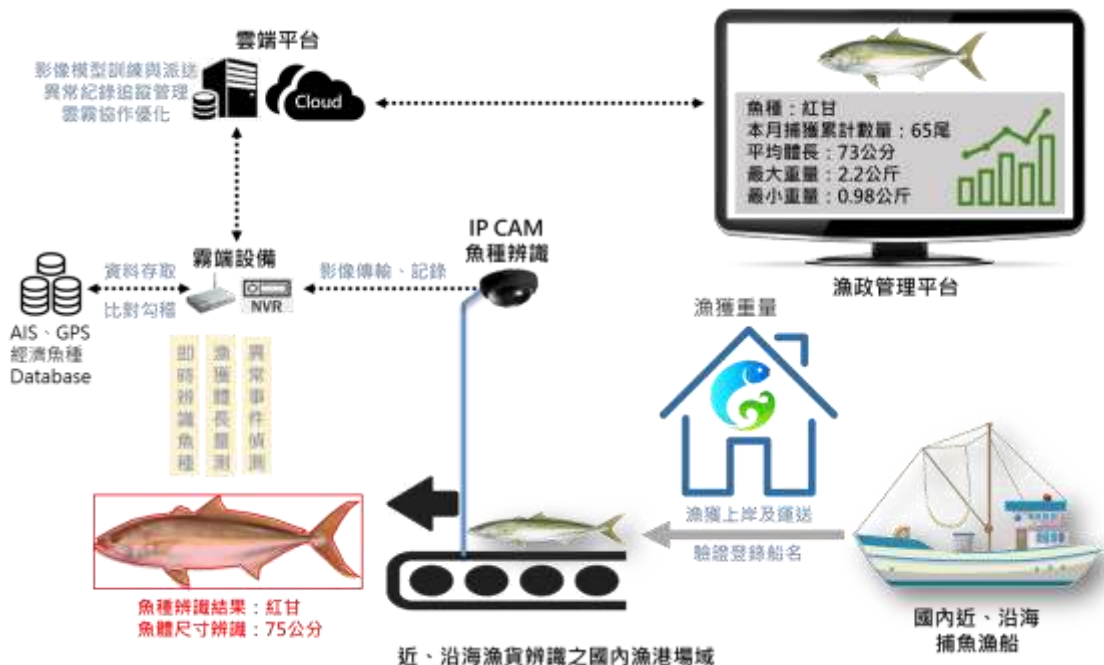 雲端平台
影像模型訓練與派送
異常紀錄追蹤管理
雲霧協作優化
Cloud
魚種：紅甘
本月捕獲累計數量：65尾
平均體長：73公分
最大重量：2.2公斤
最小重量：0.98公斤
漁政管理平台
IP CAM
魚種辨識
霧端設備
資料存取
比對勾稽
NVR
影像傳輸、記錄
AIS、GPS
經濟魚種
Database
即時辨識魚種
漁獲體長量測
異常事件偵測
漁獲重量
漁獲上岸及運送
驗證登錄船名
魚種辨識結果：紅甘
魚體尺寸辨識：75公分
國內近、沿海
捕魚漁船
近、沿海漁貨辨識之國內漁港場域